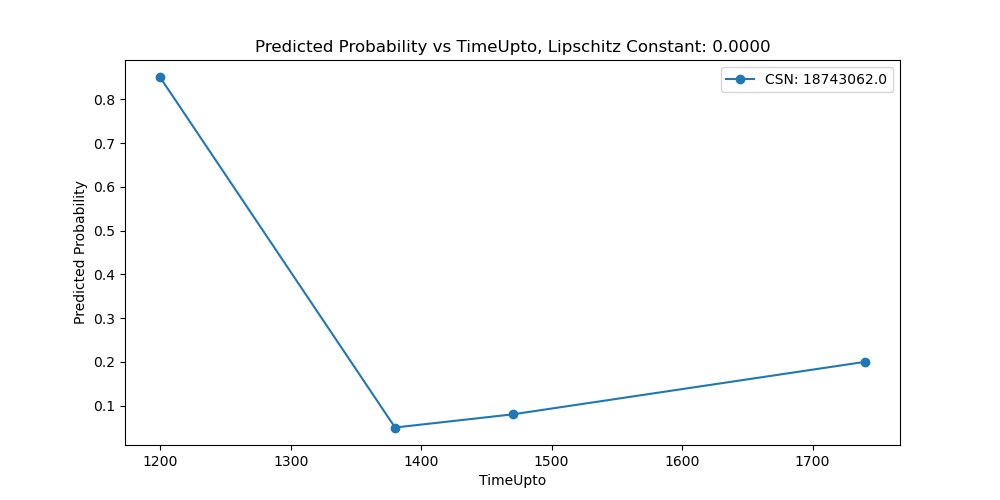 Predicted Probability vs TimeUpto, Lipschitz Constant: 0.0000
CSN: 18743062.0
Predicted Probability
0.8
0.7
0.6
0.5
0.4
0.3
0.2
0.1
1200 1300 1400 1500 1600 1700
TimeUpto